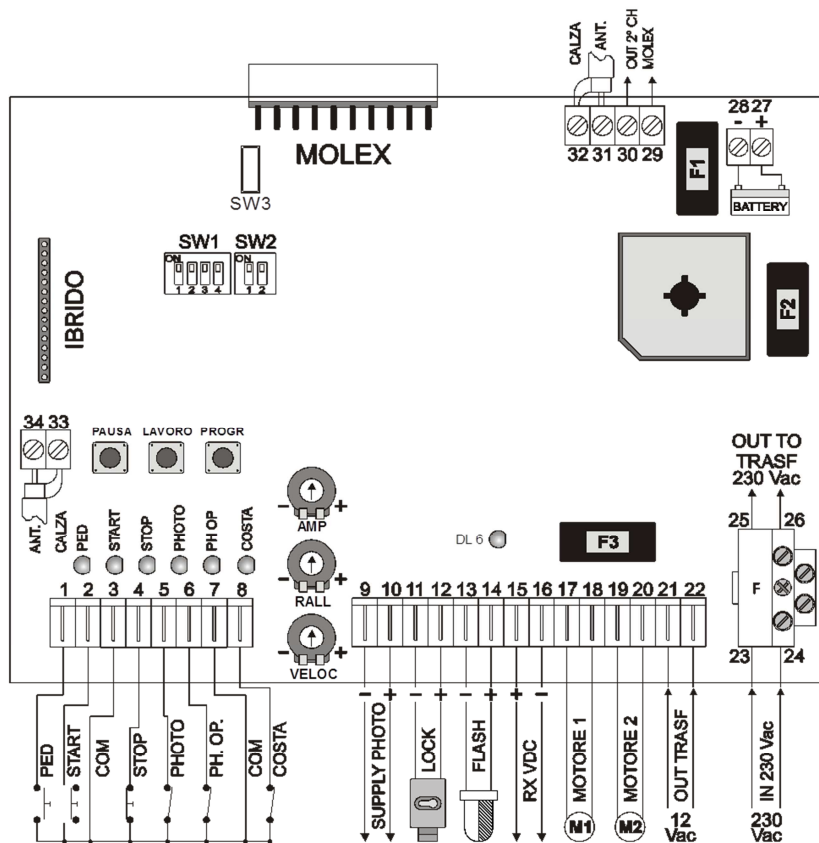 CALZA
ANT.
OUT 2° CH
MOLEX
MOLEX
32 31 30 29
F1
28 27
- +
BATTERY
SW3
SW1 SW2
ON
1 2 3 4
ON
1 2
IBRIDO
F2
34 33
PAUSA LAVORO PROGR
ANT.
CALZA
PED
START
STOP
PHOTO
PH OP
COSTA
- +
AMP
- +
RALL
- +
VELOC
DL 6
F3
OUT TO
TRASF
230 Vac
25 26
F
23 24
1 2 3 4 5 6 7 8
9 10 11 12 13 14 15 16 17 18 19 20 21 22
- + - + - + + -
PED
START
COM
STOP
PHOTO
PH. OP.
COM
COSTA
SUPPLY PHOTO
LOCK
FLASH
RX VDC
MOTORE 1
MOTORE 2
OUT TRASF
IN 230 Vac
M1
M2
12
Vac
230
Vac